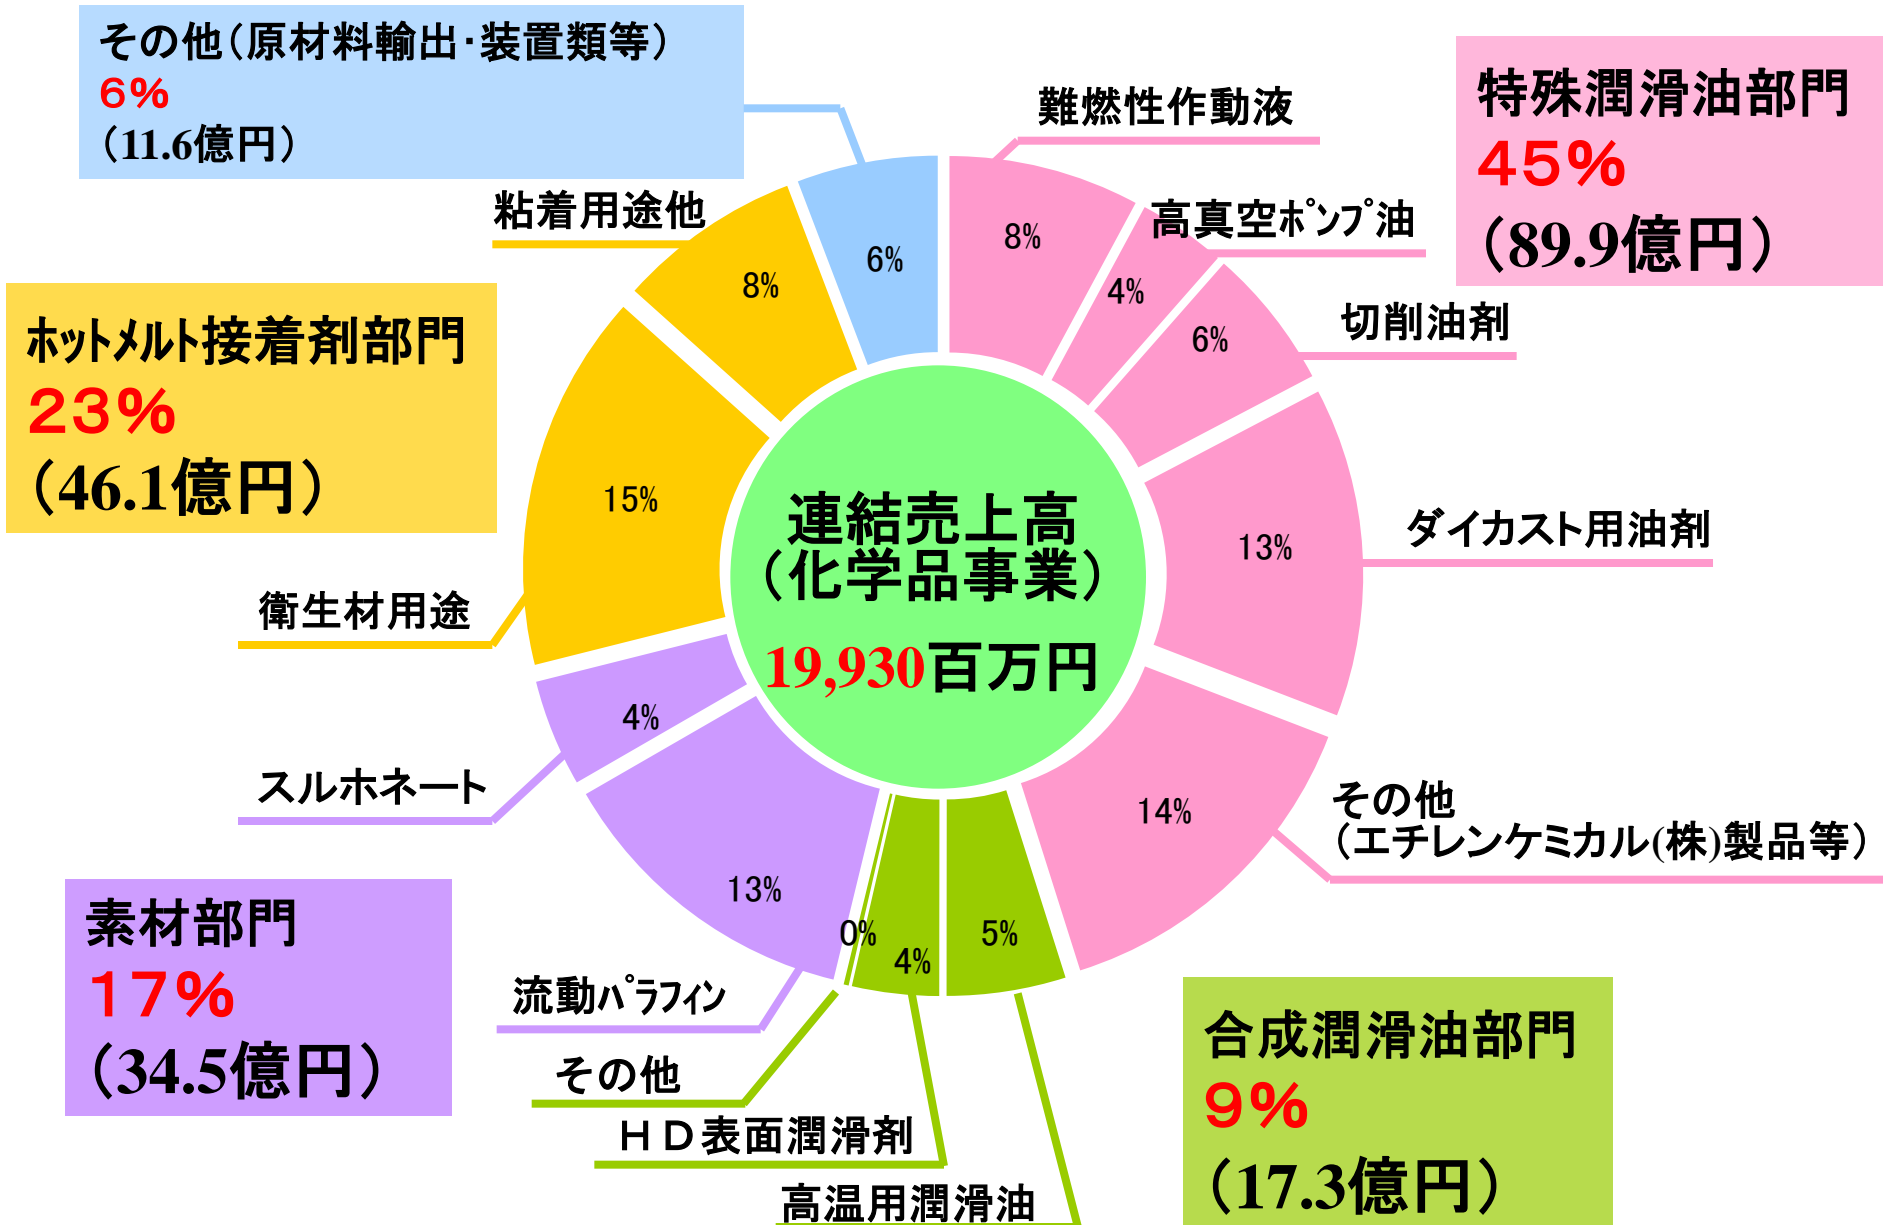 その他（原材料輸出・装置類等）
６％
（11.6億円）
特殊潤滑油部門
４５％
（89.9億円）
難燃性作動液
高真空ﾎﾟﾝﾌﾟ油
切削油剤
ダイカスト用油剤
その他
（エチレンケミカル(株)製品等）
粘着用途他
ﾎｯﾄﾒﾙﾄ接着剤部門
２３％
（46.1億円）
衛生材用途
スルホネート
素材部門
１７％
（34.5億円）
流動ﾊﾟﾗﾌｨﾝ
その他
ＨＤ表面潤滑剤
高温用潤滑油
合成潤滑油部門
９％
（17.3億円）
連結売上高
（化学品事業）
19,930百万円
8%
4%
6%
13%
14%
5%
4%
0%
13%
4%
15%
8%
6%